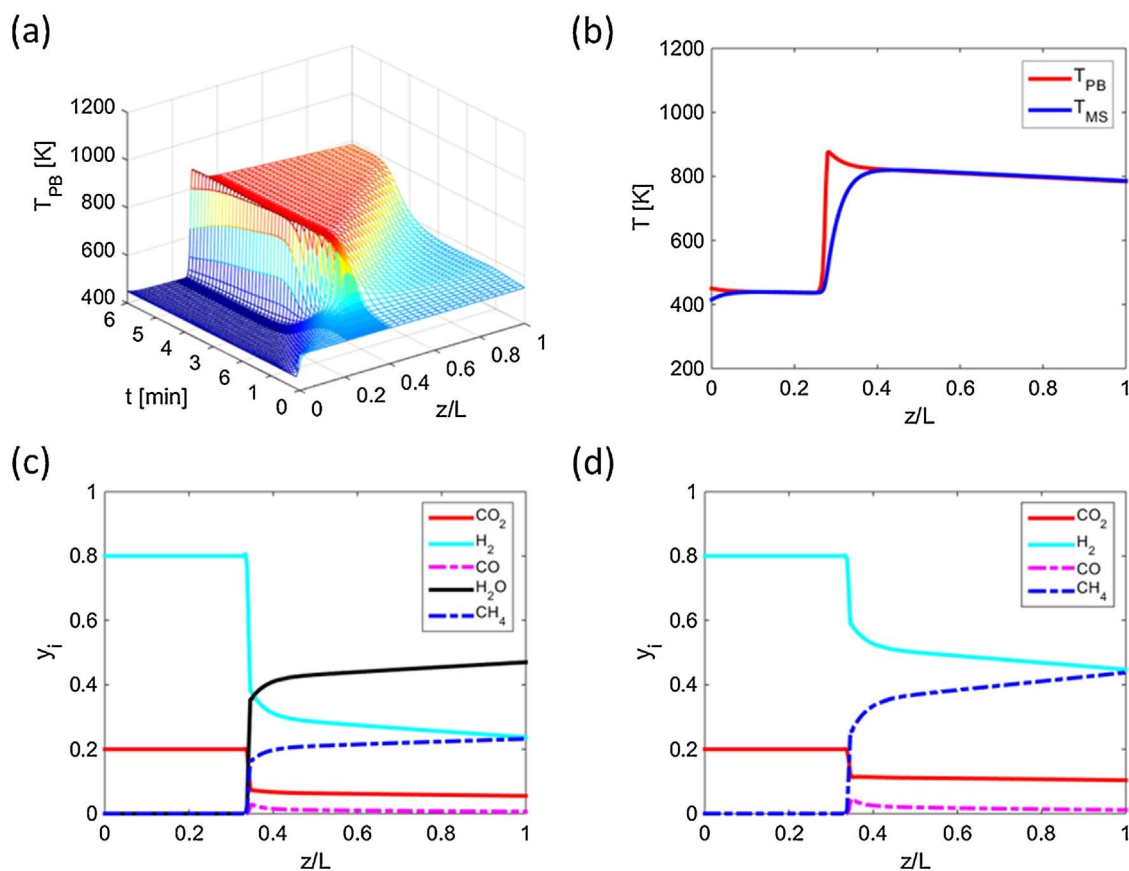 (a)
T_PB [K]
1200
1000
800
600
400
6
5
4
3
6
1
0
t [min]
0
0.2
0.4
0.6
0.8
1
z/L
(b)
T [K]
1200
1000
800
600
400
200
0
0.2
0.4
0.6
0.8
1
z/L
T_PB
T_MS
(c)
y_i
1
0.8
0.6
0.4
0.2
0
0
0.2
0.4
0.6
0.8
1
z/L
CO_2
H_2
CO
H_2O
CH_4
(d)
y_i
1
0.8
0.6
0.4
0.2
0
0
0.2
0.4
0.6
0.8
1
z/L
CO_2
H_2
CO
CH_4